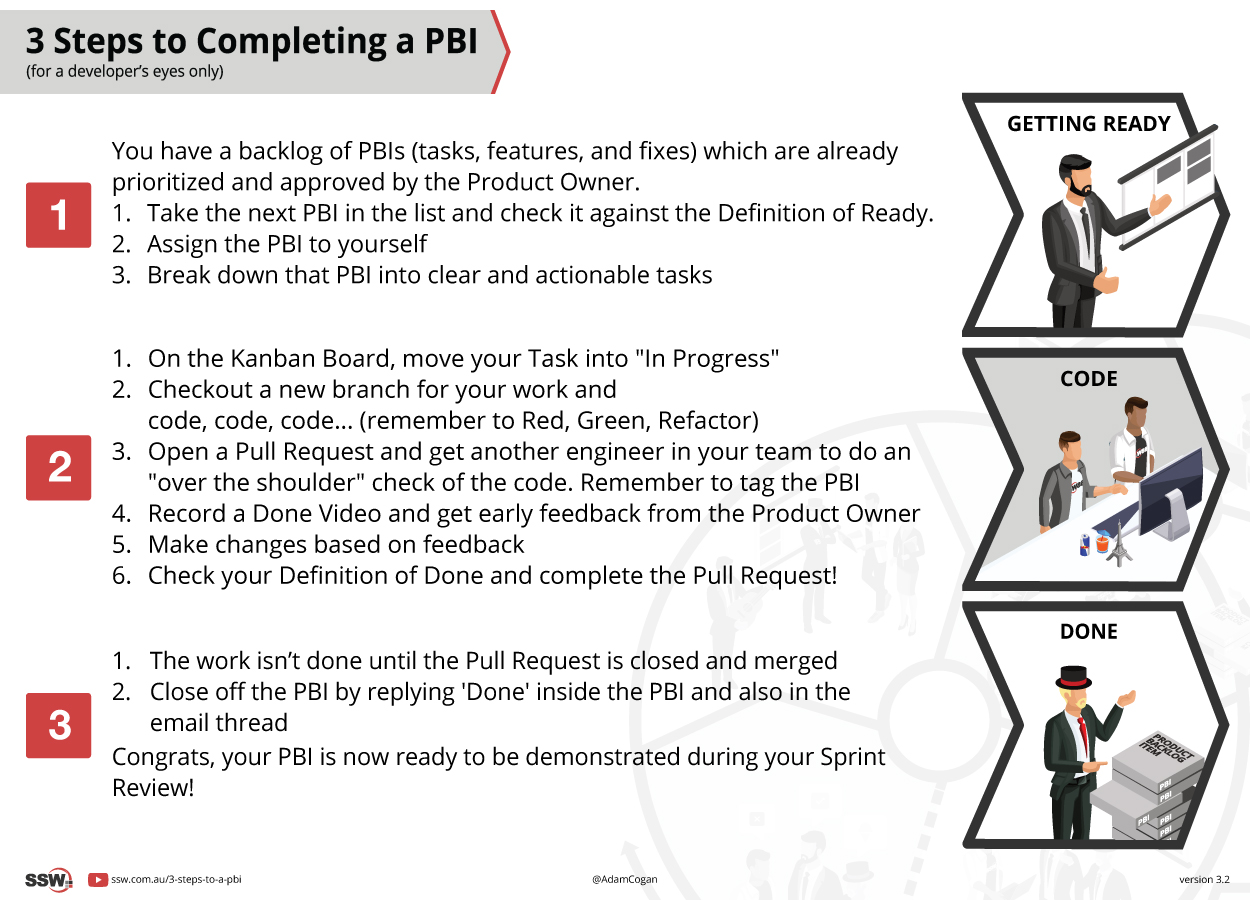 3 Steps to Completing a PBI
(for a developer’s eyes only)
GETTING READY
1
You have a backlog of PBIs (tasks, features, and fixes) which are already
prioritized and approved by the Product Owner.
1. Take the next PBI in the list and check it against the Definition of Ready.
2. Assign the PBI to yourself
3. Break down that PBI into clear and actionable tasks
CODE
2
1. On the Kanban Board, move your Task into "In Progress"
2. Checkout a new branch for your work and
code, code, code... (remember to Red, Green, Refactor)
3. Open a Pull Request and get another engineer in your team to do an
"over the shoulder" check of the code. Remember to tag the PBI
4. Record a Done Video and get early feedback from the Product Owner
5. Make changes based on feedback
6. Check your Definition of Done and complete the Pull Request!
DONE
3
1. The work isn’t done until the Pull Request is closed and merged
2. Close off the PBI by replying 'Done' inside the PBI and also in the
email thread
Congrats, your PBI is now ready to be demonstrated during your Sprint
Review!
PRODUCT
BACKLOG
ITEM
PBI
PBI
PBI
PBI
PBI
PBI
SSW
ssw.com.au/3-steps-to-a-pbi
@AdamCogan
version 3.2